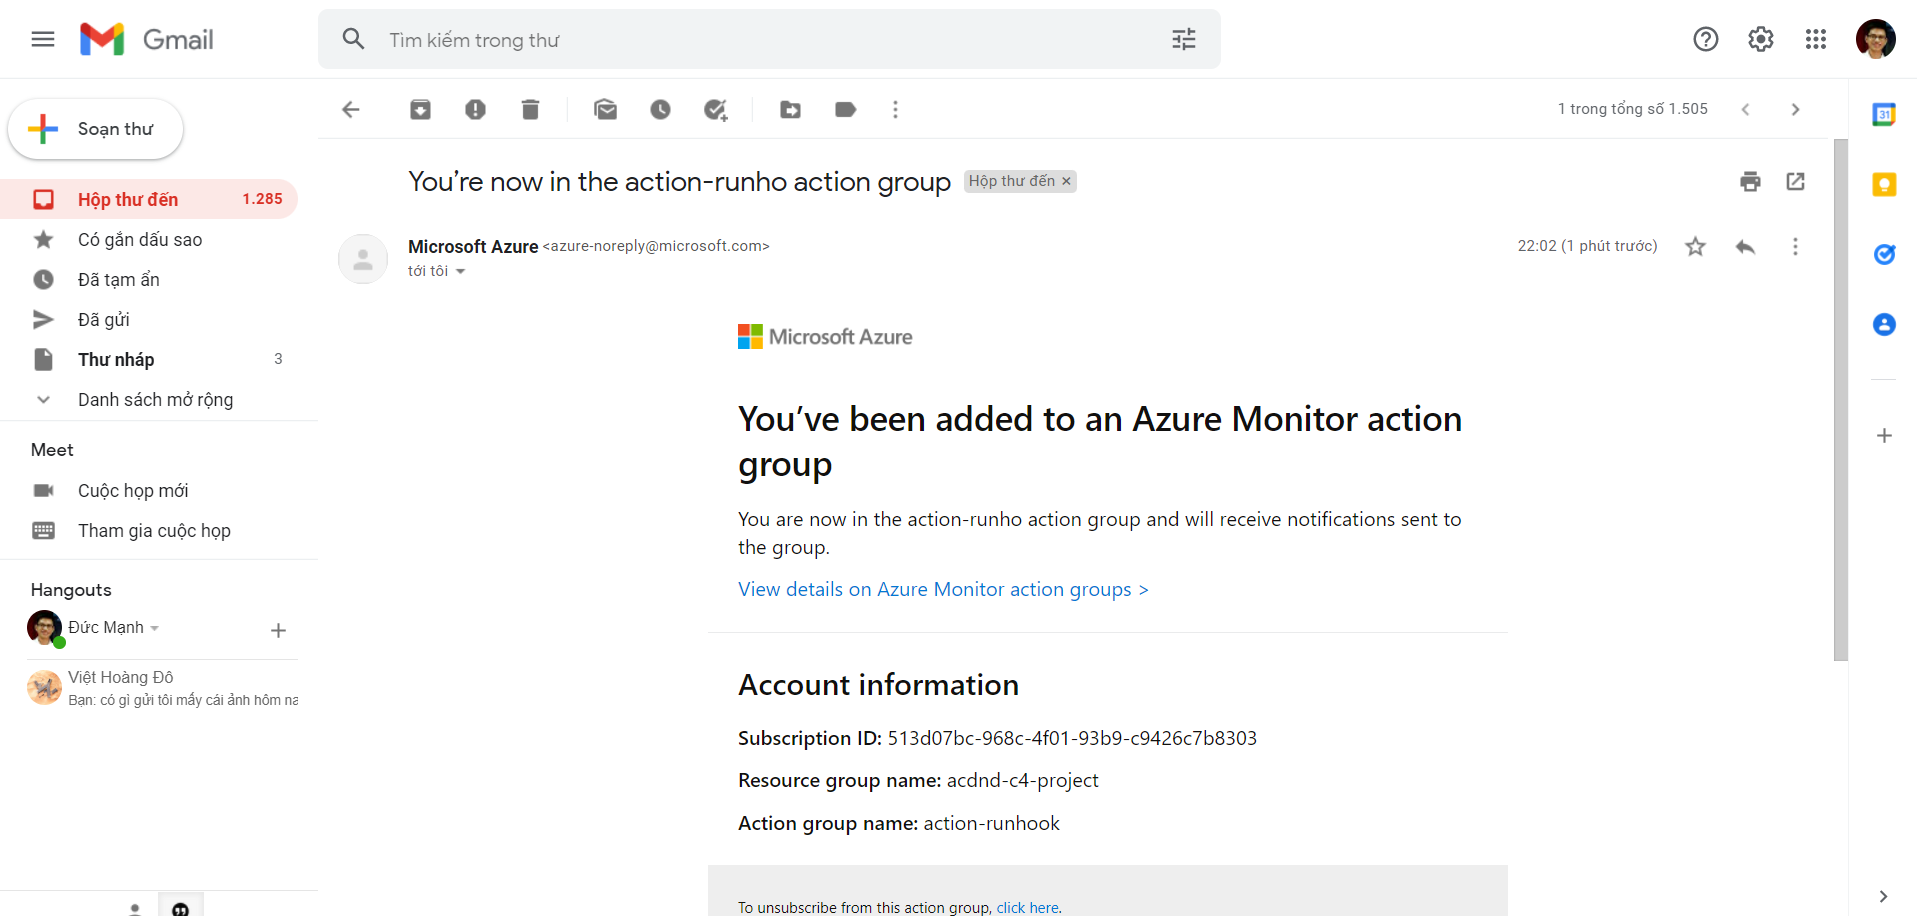 Gmail
Tìm kiếm trong thư
Soạn thư
1 trong tổng số 1.505
31
Hộp thư đến 1.285
Có gắn dấu sao
Đã tạm ẩn
Đã gửi
Thư nháp 3
Danh sách mở rộng
Meet
Cuộc họp mới
Tham gia cuộc họp
Hangouts
Đức Mạnh
Việt Hoàng Đô
Bạn: có gì gửi tôi mấy cái ảnh hôm na
You’re now in the action-runho action group Hộp thư đến ×
Microsoft Azure <azure-noreply@microsoft.com> 22:02 (1 phút trước)
tới tôi
Microsoft Azure
You’ve been added to an Azure Monitor action
group
You are now in the action-runho action group and will receive notifications sent to
the group.
View details on Azure Monitor action groups >
Account information
Subscription ID: 513d07bc-968c-4f01-93b9-c9426c7b8303
Resource group name: acdnd-c4-project
Action group name: action-runhook
To unsubscribe from this action group, click here.